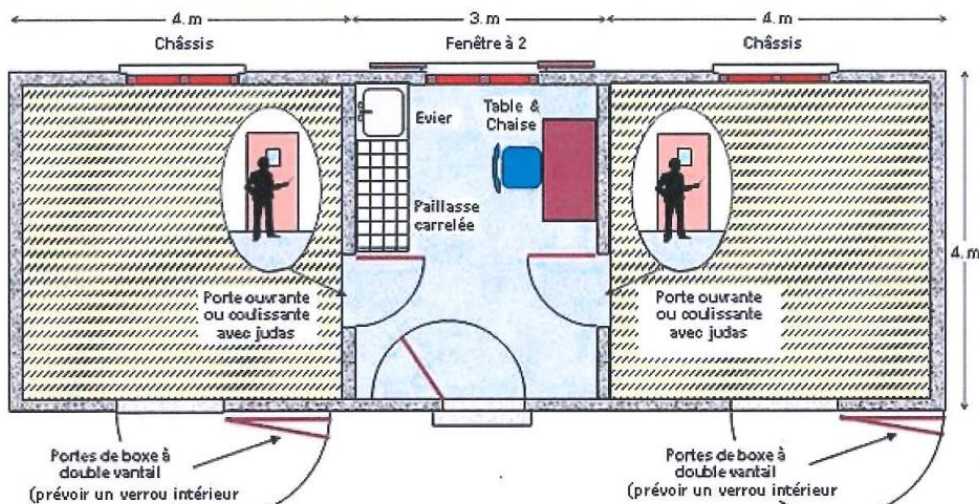 4. m
3. m
4. m
Châssis
Fenêtre à 2
Châssis
Evier
Table &
Chaise
Paillasse
carrelée
4. m
Porte ouvrante
ou coulissante
avec judas
Porte ouvrante
ou coulissante
avec judas
Portes de boxe à
double vantail
(prévoir un verrou intérieur
Portes de boxe à
double vantail
(prévoir un verrou intérieur